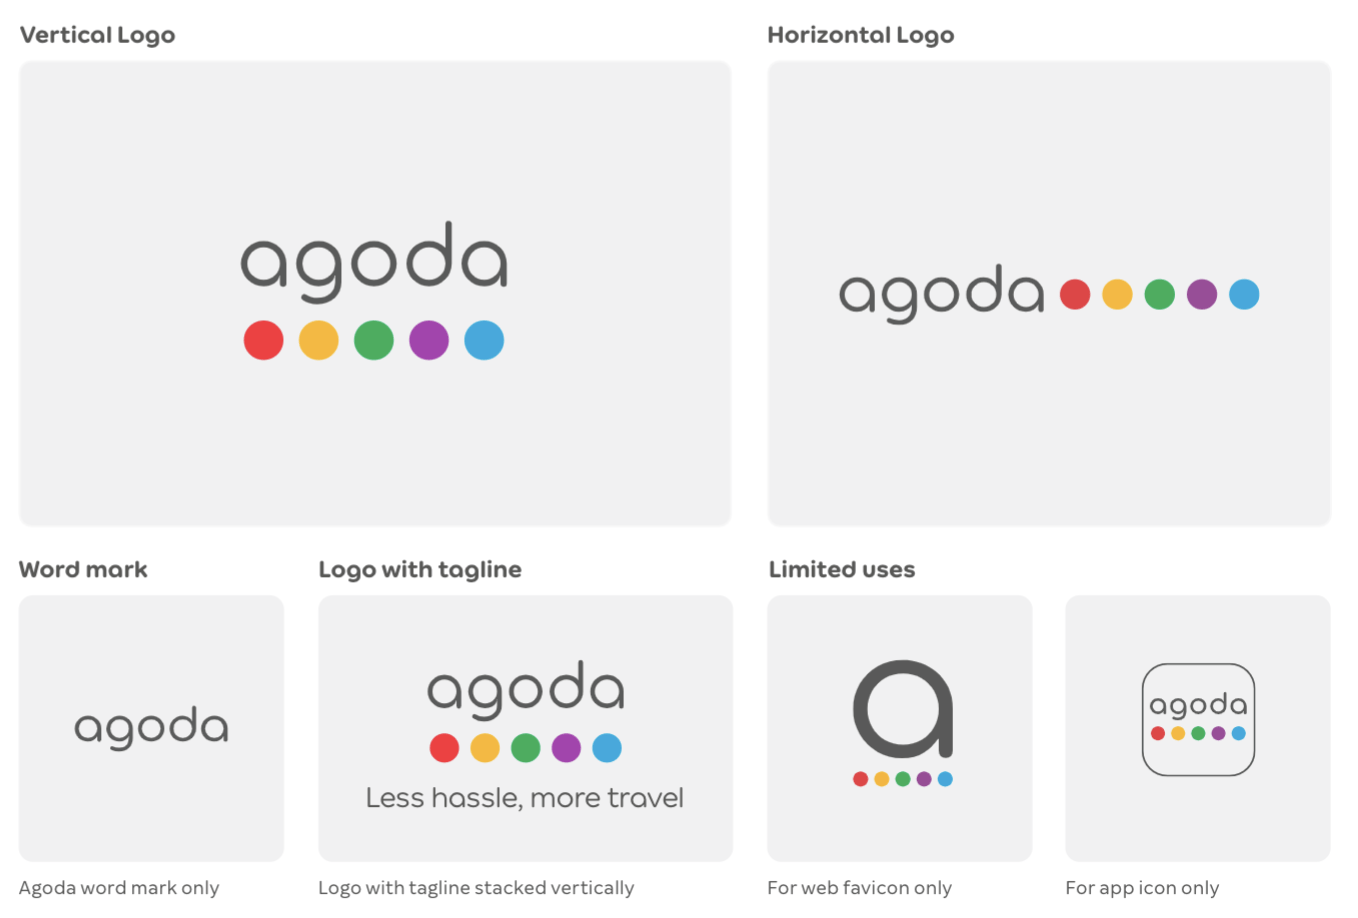 Vertical Logo
Horizontal Logo
agoda
agoda
Word mark
Logo with tagline
Limited uses
agoda
agoda
Less hassle, more travel
a
agoda
Agoda word mark only
Logo with tagline stacked vertically
For web favicon only
For app icon only